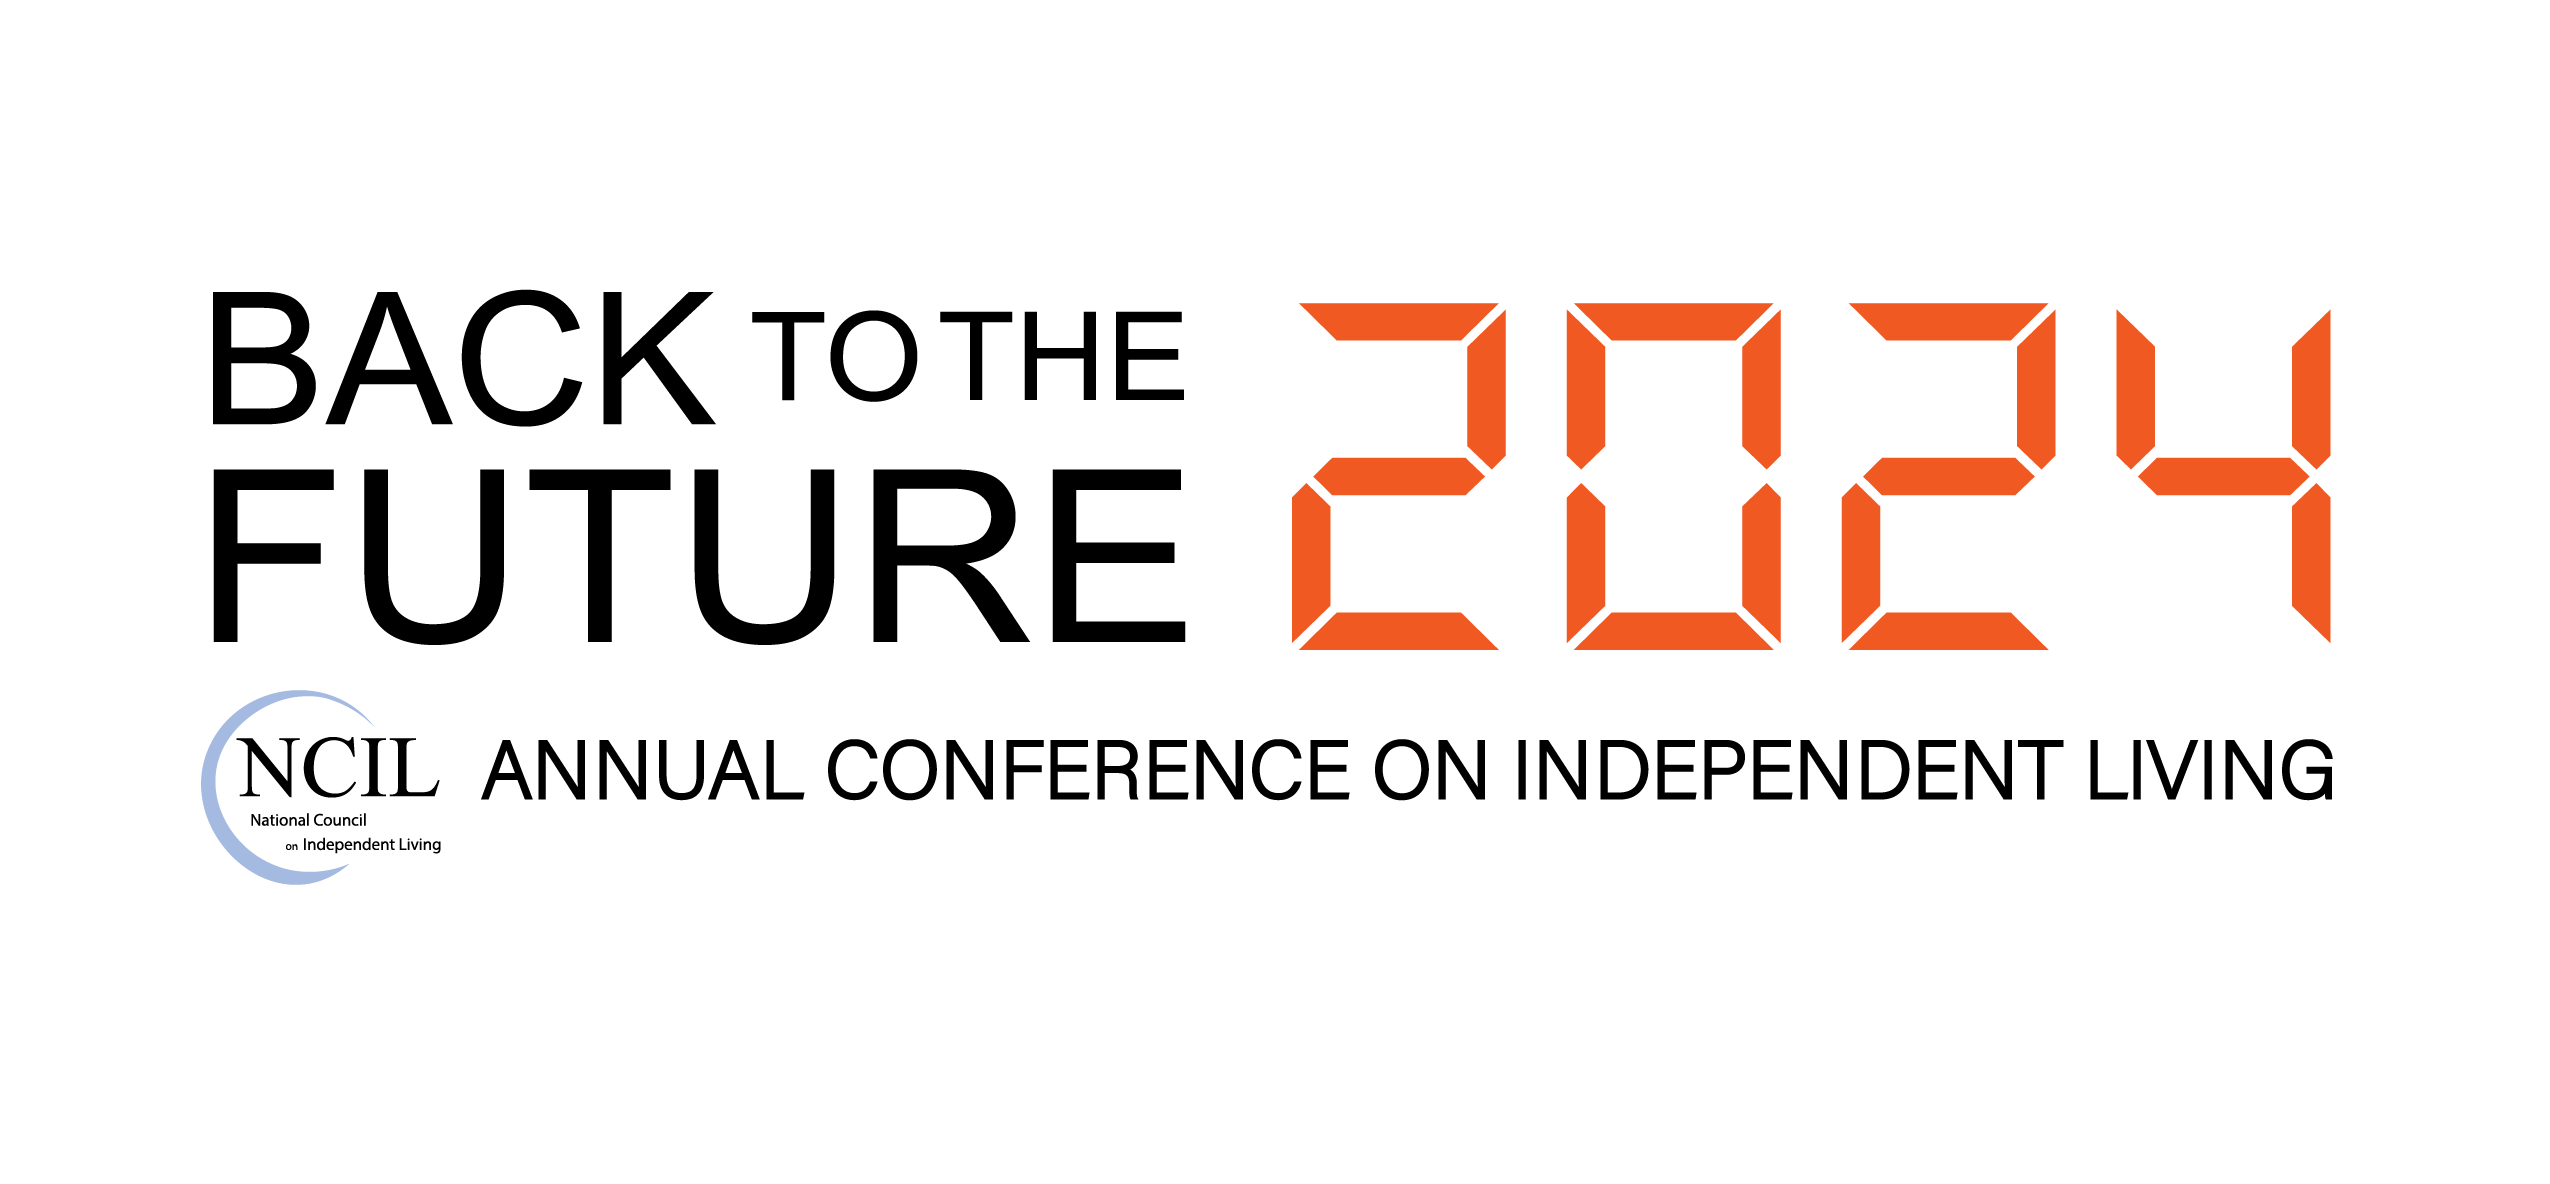 BACK TO THE
FUTURE
2024
NCIL
National Council
on Independent Living
ANNUAL CONFERENCE ON INDEPENDENT LIVING